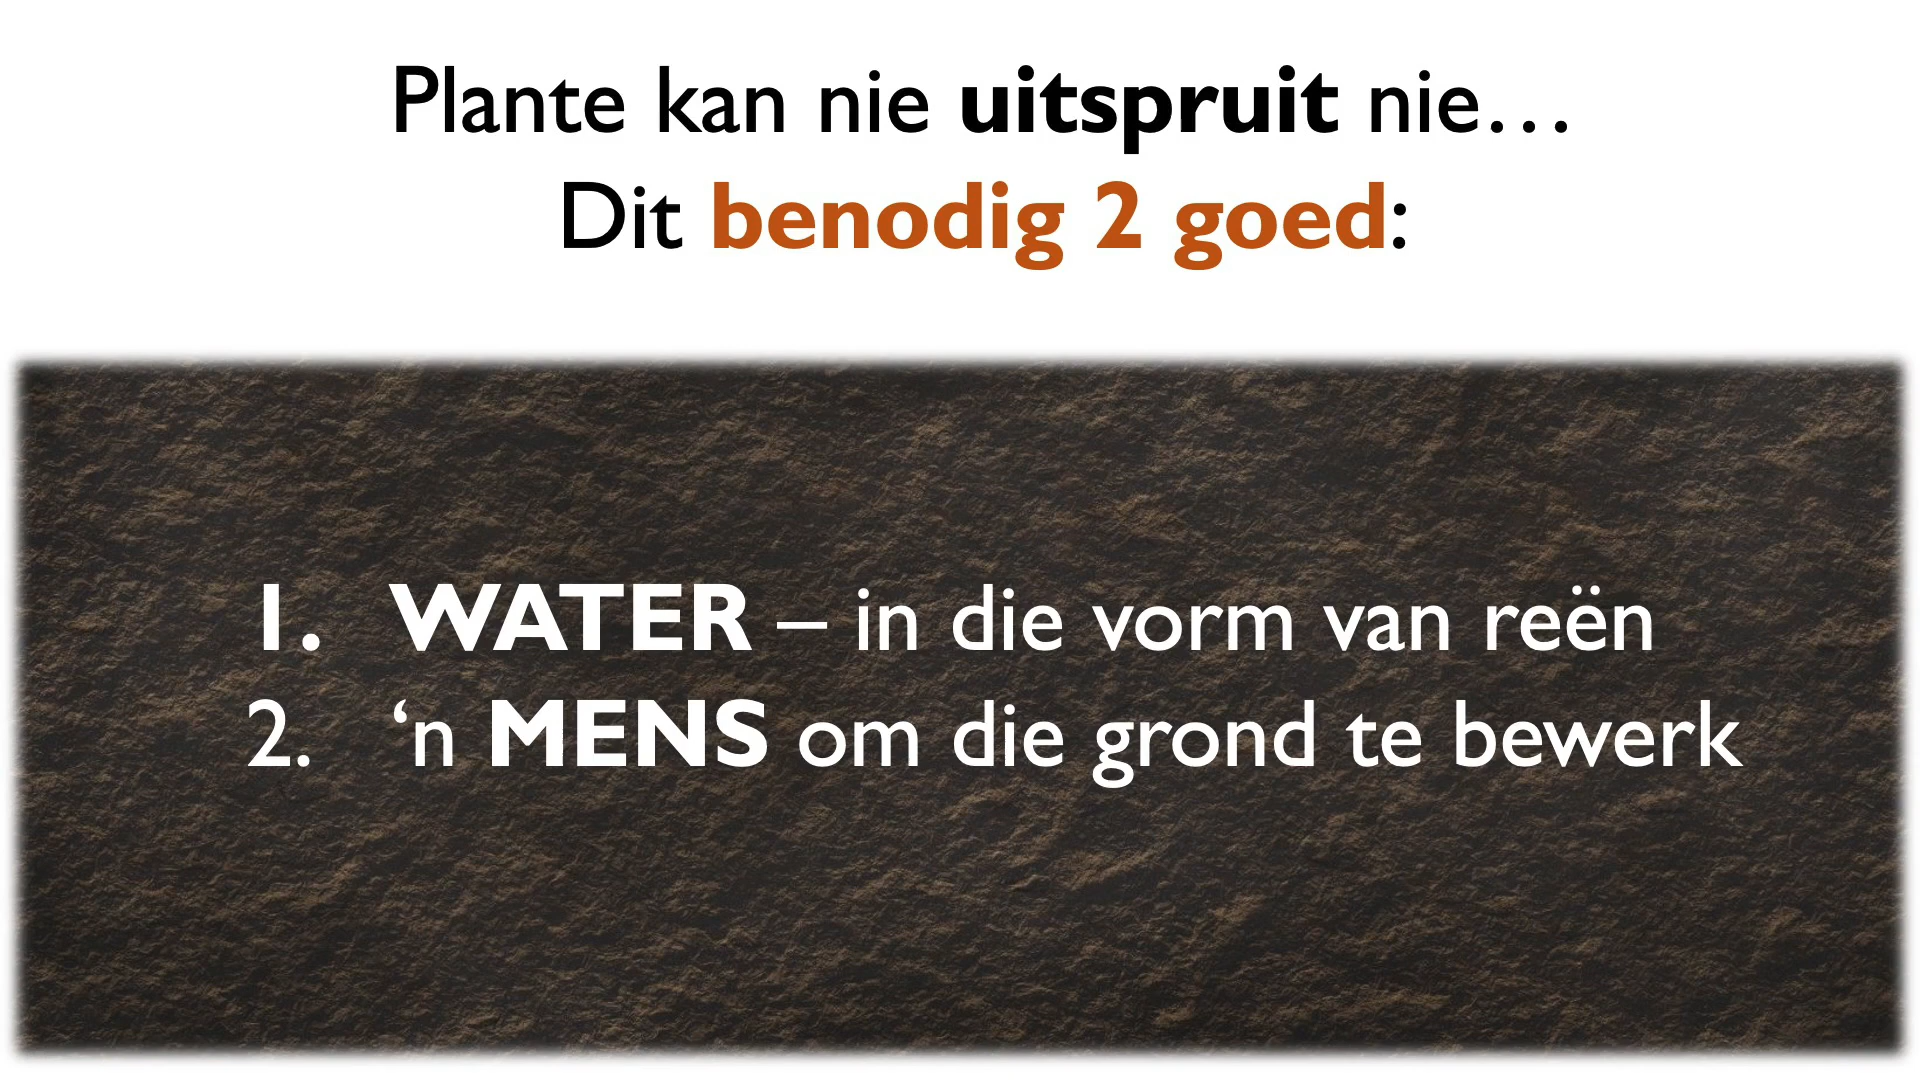 Plante kan nie uitspruit nie…
Dit benodig 2 goed:
1. WATER – in die vorm van reën
2. ‘n MENS om die grond te bewerk